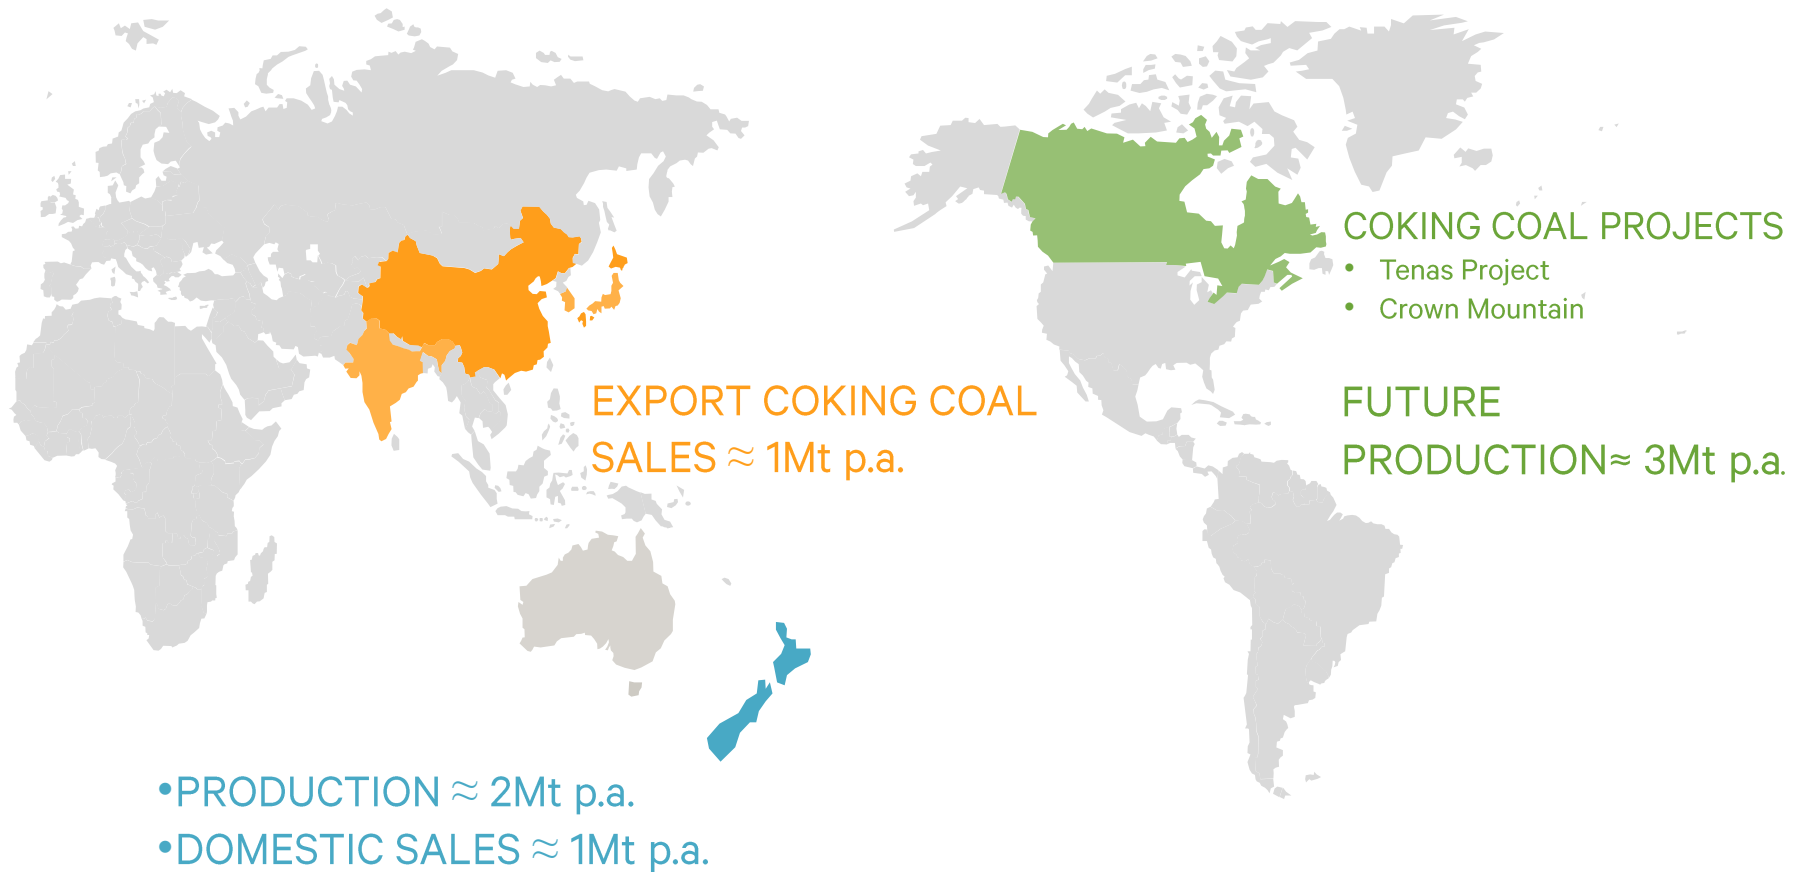 COKING COAL PROJECTS
• Tenas Project
• Crown Mountain
EXPORT COKING COAL
SALES ≈ 1Mt p.a.
FUTURE
PRODUCTION≈ 3Mt p.a.
•PRODUCTION ≈ 2Mt p.a.
•DOMESTIC SALES ≈ 1Mt p.a.